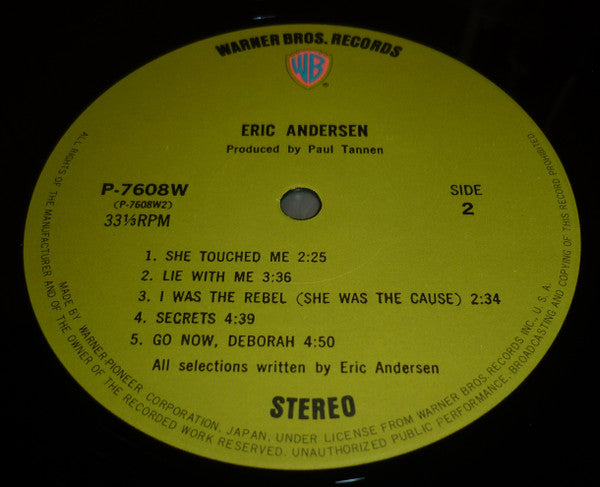 WARNER BROS. RECORDS
WB
®
ERIC ANDERSEN
Produced by Paul Tannen
P-7608W
(P-7608W2)
33⅓RPM
SIDE
2
1. SHE TOUCHED ME 2:25
2. LIE WITH ME 3:36
3. I WAS THE REBEL (SHE WAS THE CAUSE) 2:34
4. SECRETS 4:39
5. GO NOW, DEBORAH 4:50
All selections written by Eric Andersen
STEREO
MADE BY WARNER-PIONEER CORPORATION, JAPAN, UNDER LICENSE FROM WARNER BROS. RECORDS INC., U. S. A.
ALL RIGHTS OF THE MANUFACTURER AND OF THE OWNER OF THE RECORDED WORK RESERVED. UNAUTHORIZED PUBLIC PERFORMANCE, BROADCASTING AND COPYING OF THIS RECORD PROHIBITED